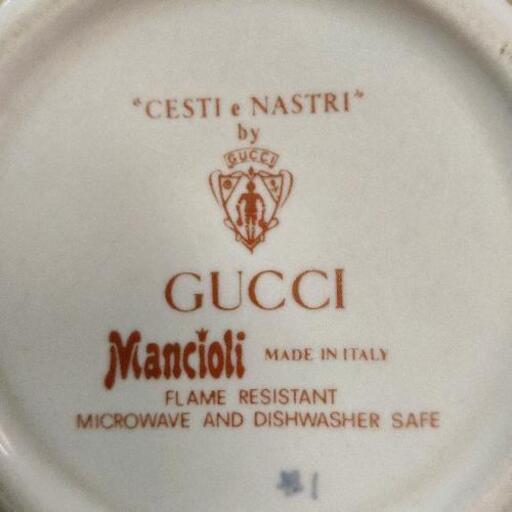 "CESTI e NASTRI"
by
GUCCI
GUCCI
Mancioli MADE IN ITALY
FLAME RESISTANT
MICROWAVE AND DISHWASHER SAFE